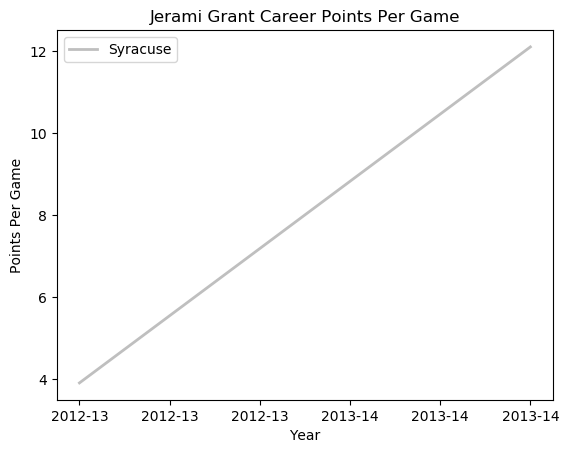 Jerami Grant Career Points Per Game
Syracuse
Points Per Game
12
10
8
6
4
2012-13 2012-13 2012-13 2013-14 2013-14 2013-14
Year